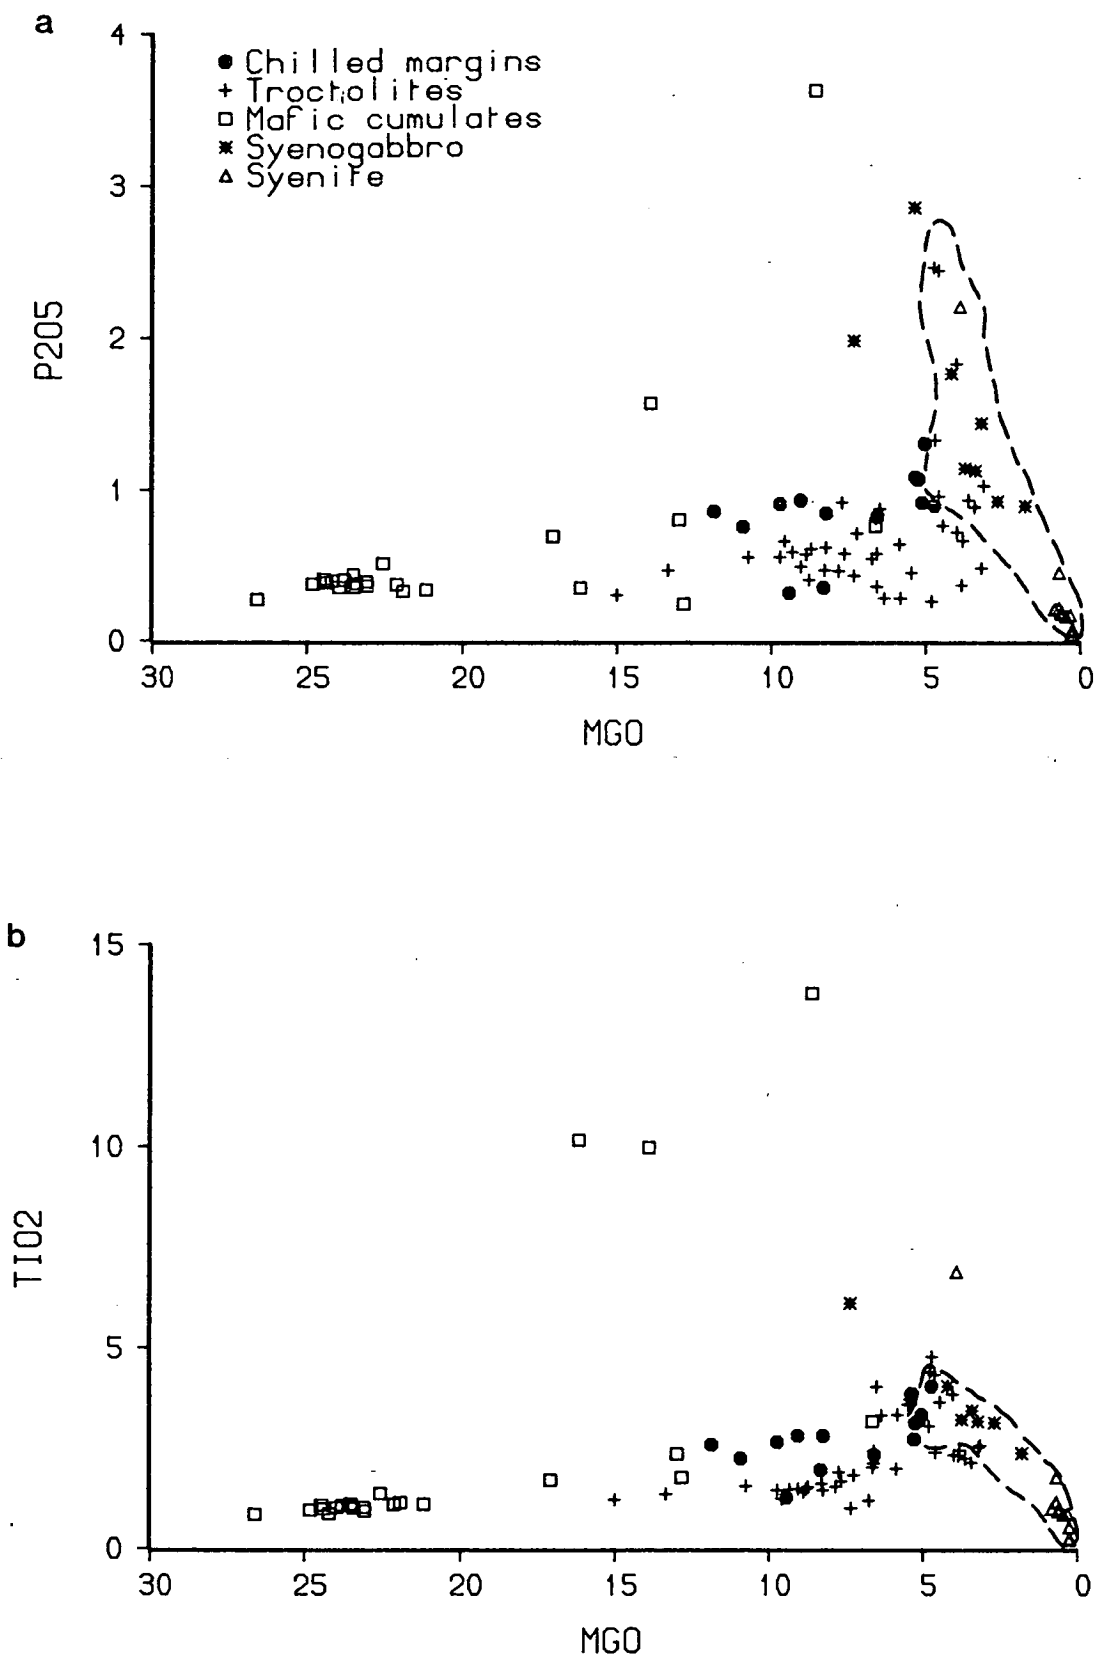 a
4
Chilled margins
Troctolites
Mafic cumulates
Syenogabbro
Syenite
3
2
1
0
P2O5
30 25 20 15 10 5 0
MGO
b
15
10
5
0
TIO2
30 25 20 15 10 5 0
MGO